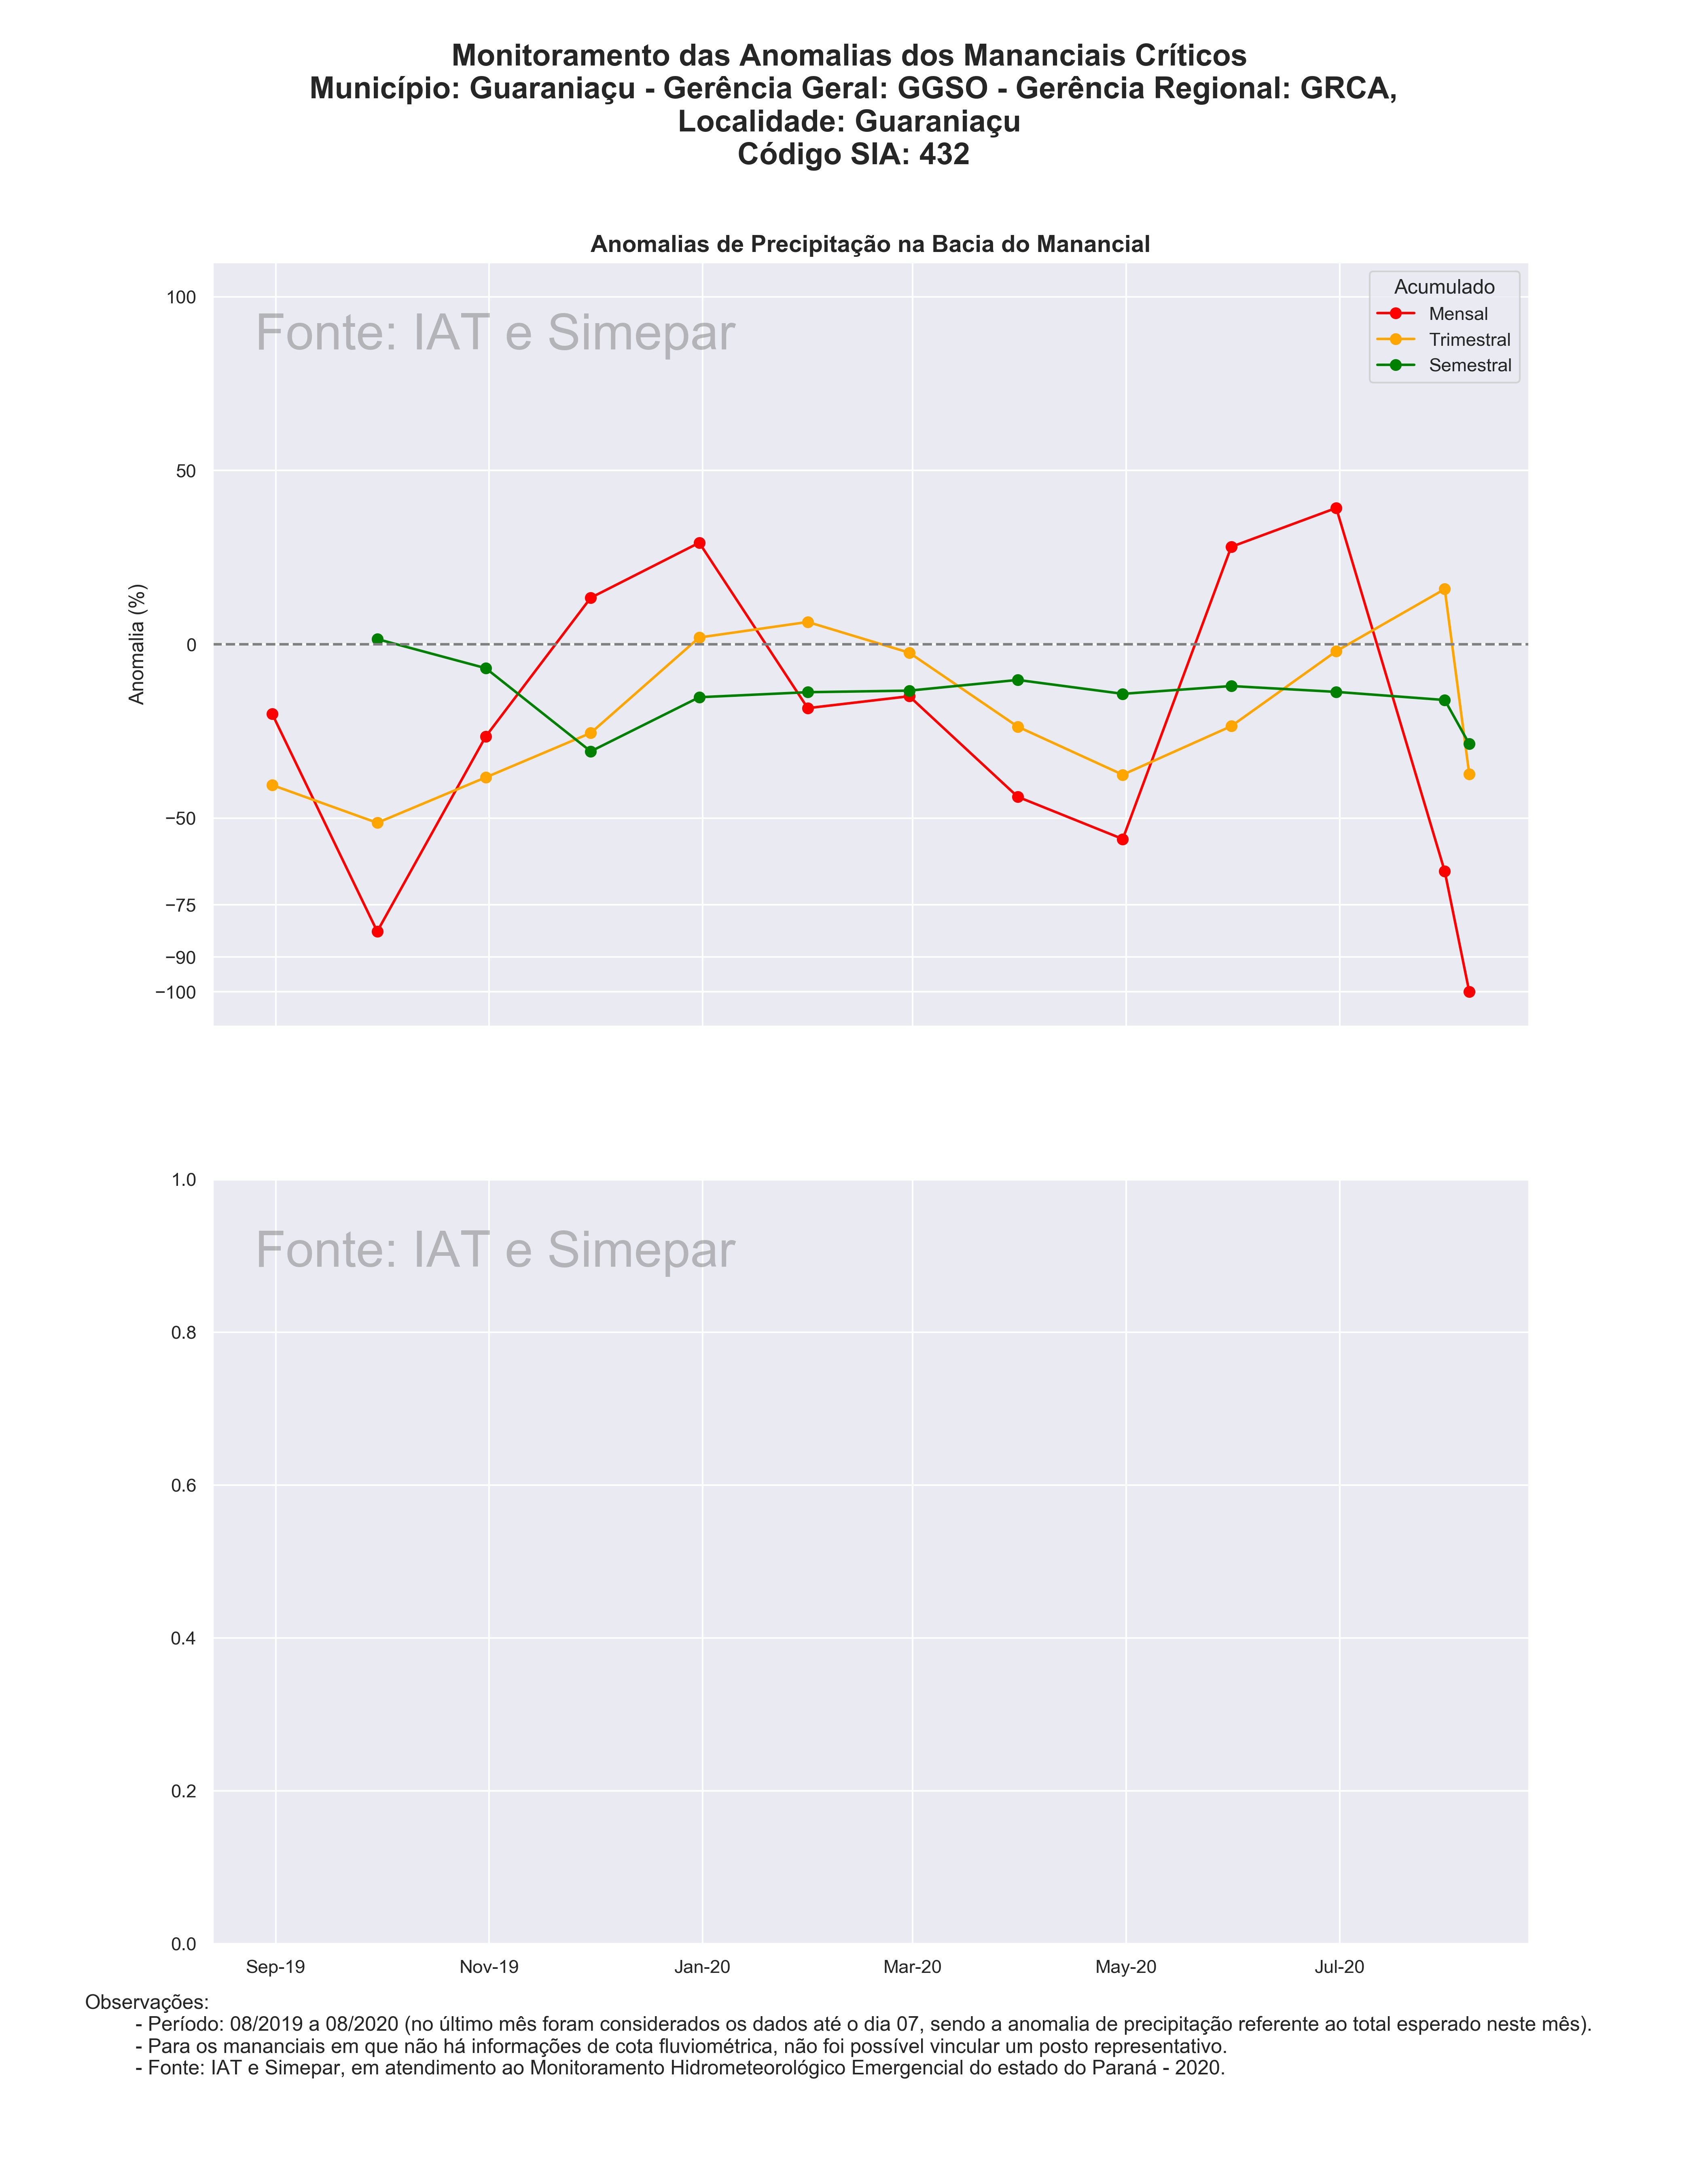 Monitoramento das Anomalias dos Mananciais Críticos
Município: Guaraniaçu - Gerência Geral: GGSO - Gerência Regional: GRCA,
Localidade: Guaraniaçu
Código SIA: 432
Anomalias de Precipitação na Bacia do Manancial
Fonte: IAT e Simepar
Acumulado
Mensal
Trimestral
Semestral
Anomalia (%)
100
50
0
−50
−75
−90
−100
Fonte: IAT e Simepar
1.0
0.8
0.6
0.4
0.2
0.0
Sep-19 Nov-19 Jan-20 Mar-20 May-20 Jul-20
Observações:
- Período: 08/2019 a 08/2020 (no último mês foram considerados os dados até o dia 07, sendo a anomalia de precipitação referente ao total esperado neste mês).
- Para os mananciais em que não há informações de cota fluviométrica, não foi possível vincular um posto representativo.
- Fonte: IAT e Simepar, em atendimento ao Monitoramento Hidrometeorológico Emergencial do estado do Paraná - 2020.